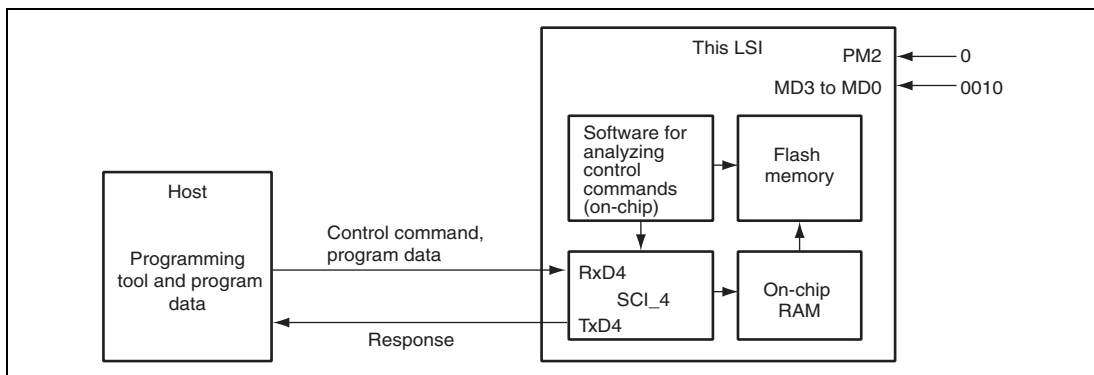 This LSI
PM2
0
MD3 to MD0
0010
Software for
analyzing
control
commands
(on-chip)
Flash
memory
Host
Programming
tool and program
data
Control command,
program data
Response
RxD4
SCI_4
TxD4
On-chip
RAM